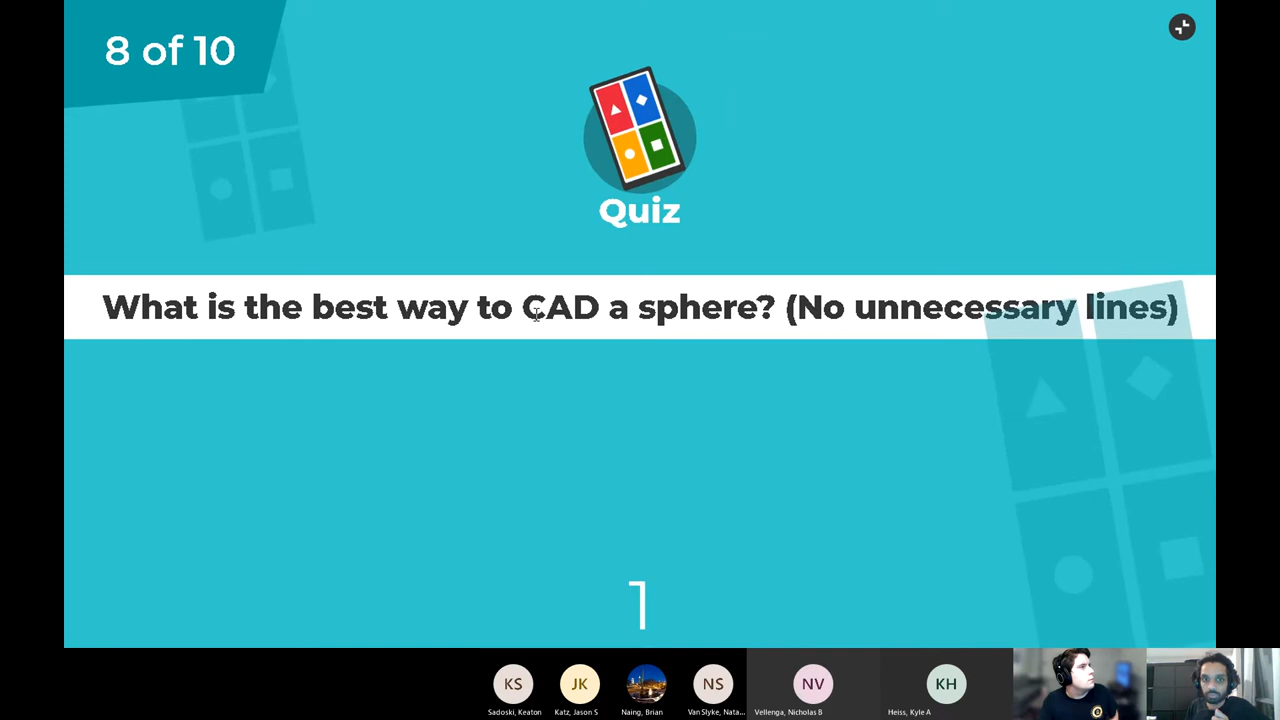 8 of 10
Quiz
What is the best way to CAD a sphere? (No unnecessary lines)
1
KS
JK
NS
NV
KH
Sadoski, Keaton
Katz, Jason S
Naing, Brian
Van Slyke, Nata...
Vellenga, Nicholas B
Heiss, Kyle A